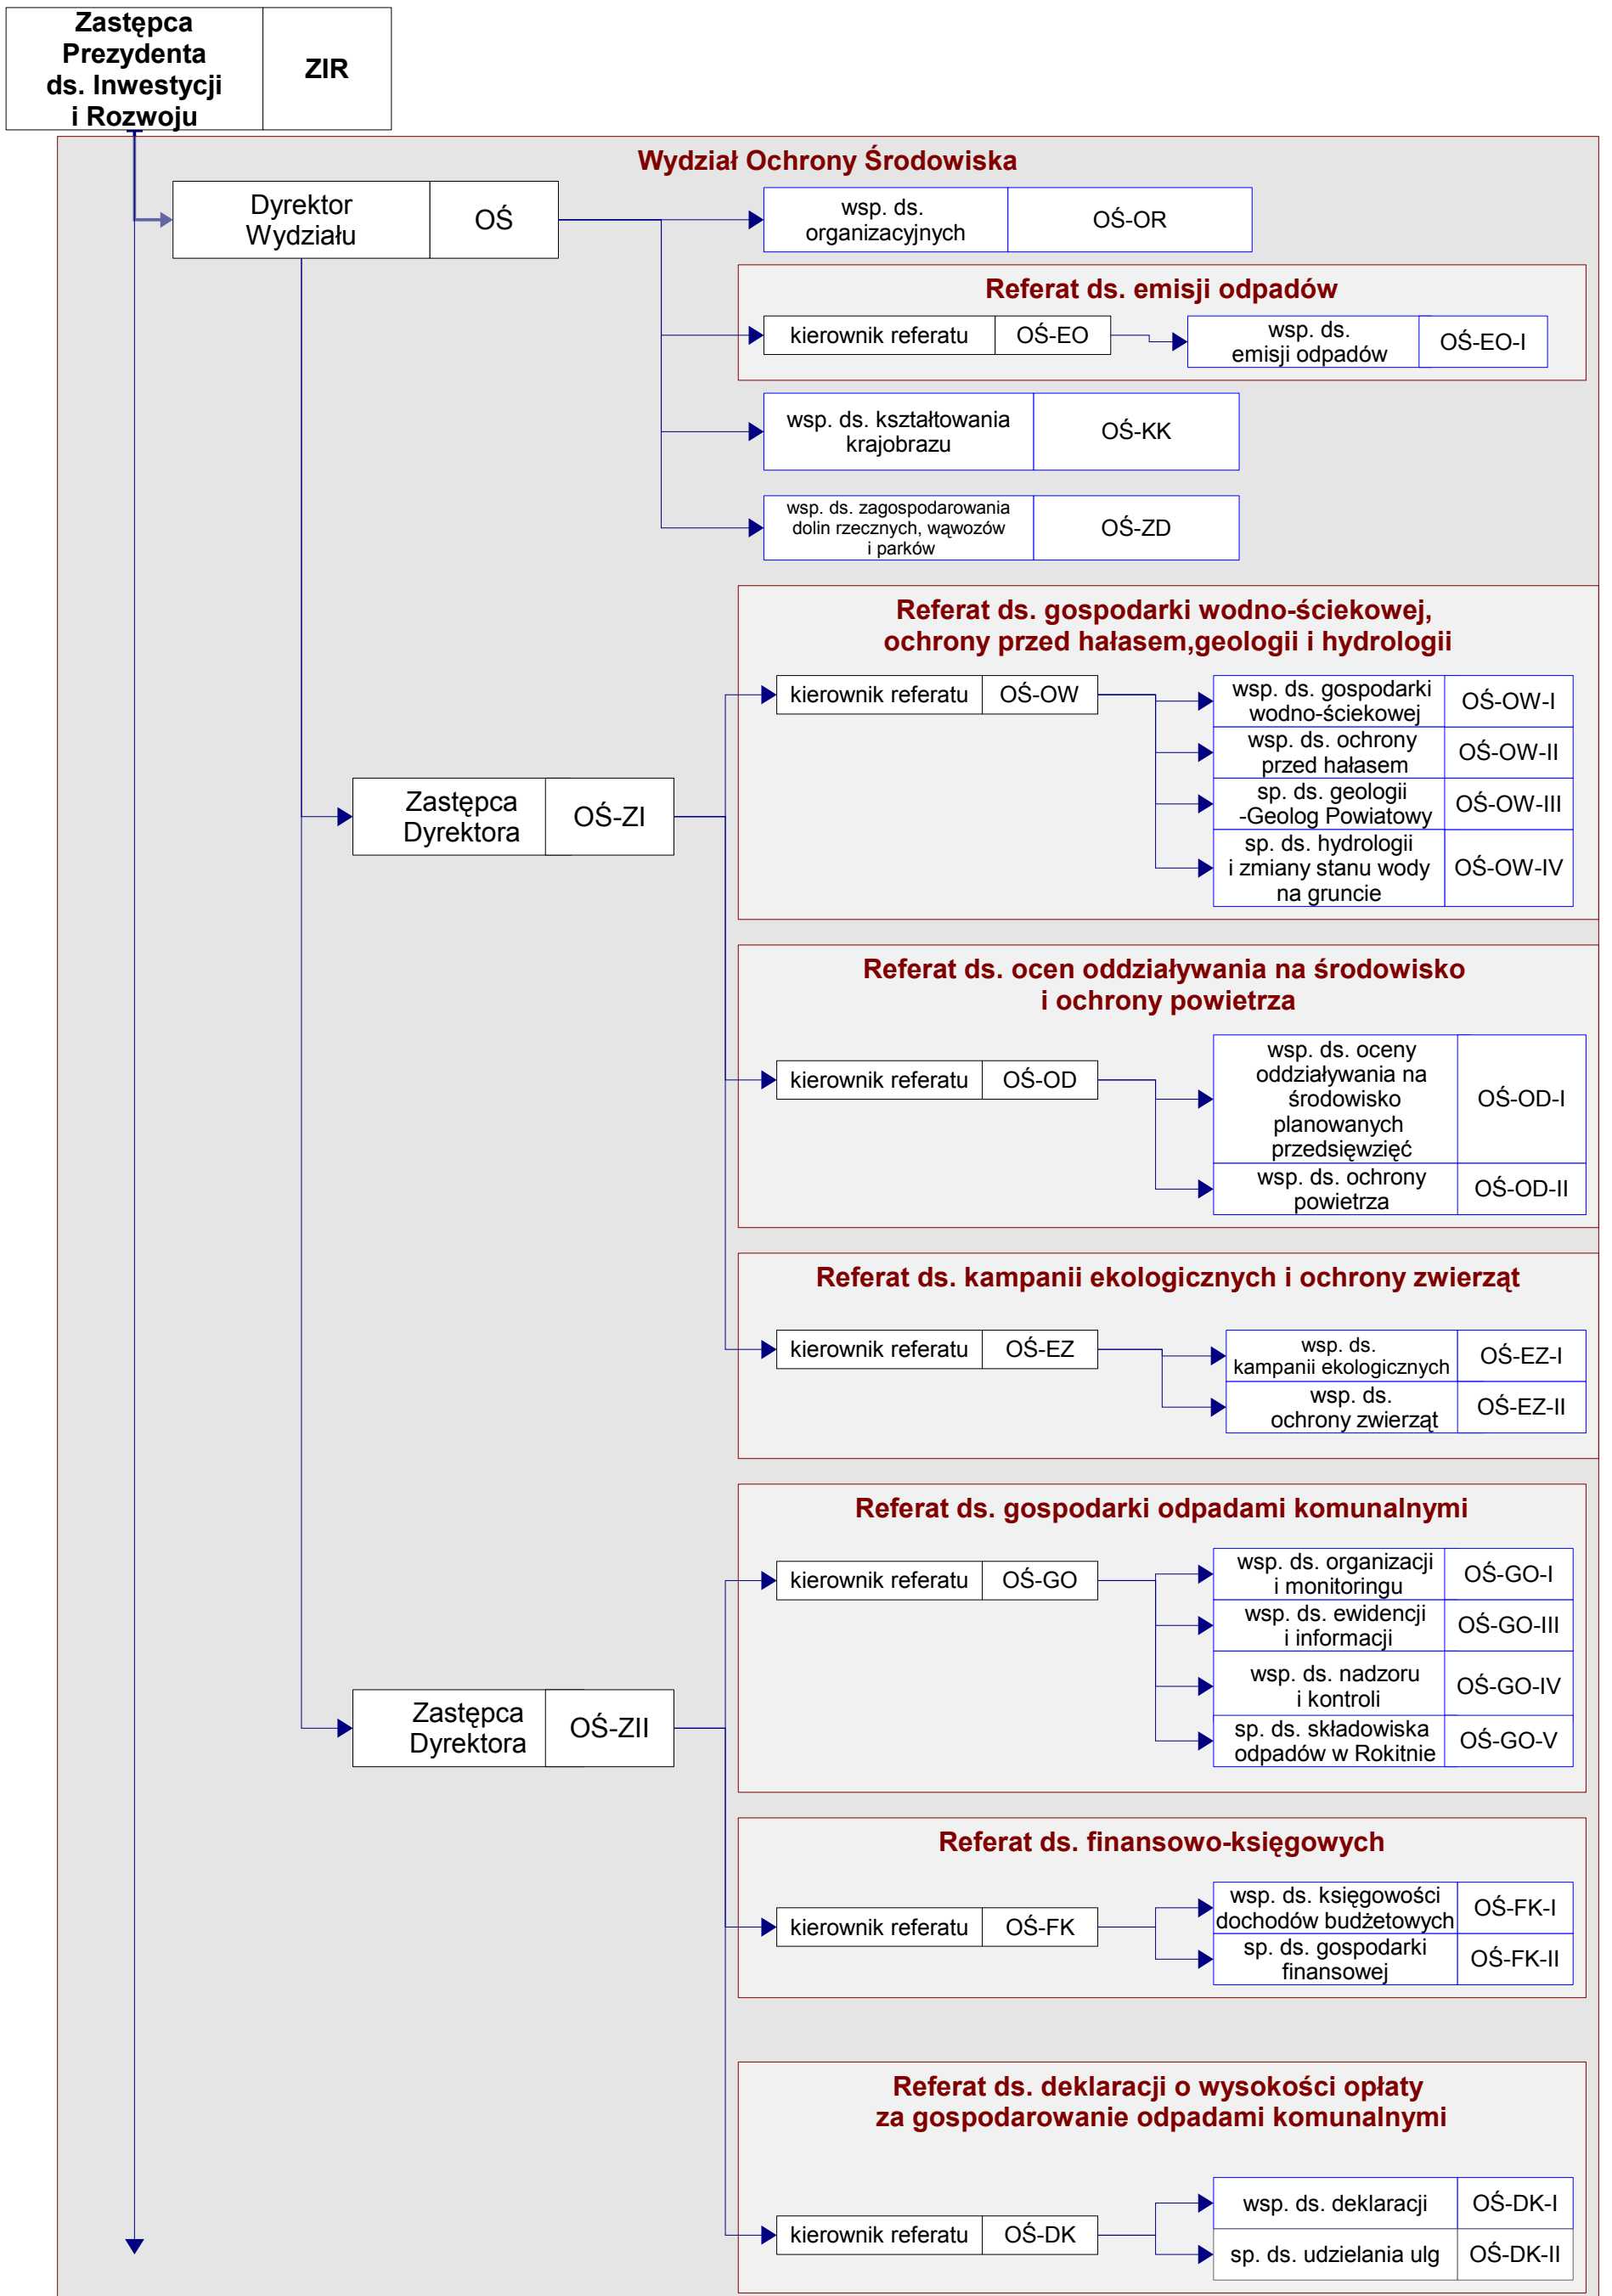 Zastępca
Prezydenta
ds. Inwestycji
i Rozwoju
ZIR
Wydział Ochrony Środowiska
Dyrektor
Wydziału
OŚ
wsp. ds.
organizacyjnych
OŚ-OR
Referat ds. emisji odpadów
kierownik referatu
OŚ-EO
wsp. ds.
emisji odpadów
OŚ-EO-I
wsp. ds. kształtowania
krajobrazu
OŚ-KK
wsp. ds. zagospodarowania
dolin rzecznych, wąwozów
i parków
OŚ-ZD
Referat ds. gospodarki wodno-ściekowej,
ochrony przed hałasem,geologii i hydrologii
kierownik referatu
OŚ-OW
wsp. ds. gospodarki
wodno-ściekowej
OŚ-OW-I
wsp. ds. ochrony
przed hałasem
OŚ-OW-II
sp. ds. geologii
-Geolog Powiatowy
OŚ-OW-III
sp. ds. hydrologii
i zmiany stanu wody
na gruncie
OŚ-OW-IV
Zastępca
Dyrektora
OŚ-ZI
Referat ds. ocen oddziaływania na środowisko
i ochrony powietrza
kierownik referatu
OŚ-OD
wsp. ds. oceny
oddziaływania na
środowisko
planowanych
przedsięwzięć
OŚ-OD-I
wsp. ds. ochrony
powietrza
OŚ-OD-II
Referat ds. kampanii ekologicznych i ochrony zwierząt
kierownik referatu
OŚ-EZ
wsp. ds.
kampanii ekologicznych
OŚ-EZ-I
wsp. ds.
ochrony zwierząt
OŚ-EZ-II
Referat ds. gospodarki odpadami komunalnymi
kierownik referatu
OŚ-GO
wsp. ds. organizacji
i monitoringu
OŚ-GO-I
wsp. ds. ewidencji
i informacji
OŚ-GO-III
wsp. ds. nadzoru
i kontroli
OŚ-GO-IV
sp. ds. składowiska
odpadów w Rokitnie
OŚ-GO-V
Zastępca
Dyrektora
OŚ-ZII
Referat ds. finansowo-księgowych
kierownik referatu
OŚ-FK
wsp. ds. księgowości
dochodów budżetowych
OŚ-FK-I
sp. ds. gospodarki
finansowej
OŚ-FK-II
Referat ds. deklaracji o wysokości opłaty
za gospodarowanie odpadami komunalnymi
kierownik referatu
OŚ-DK
wsp. ds. deklaracji
OŚ-DK-I
sp. ds. udzielania ulg
OŚ-DK-II